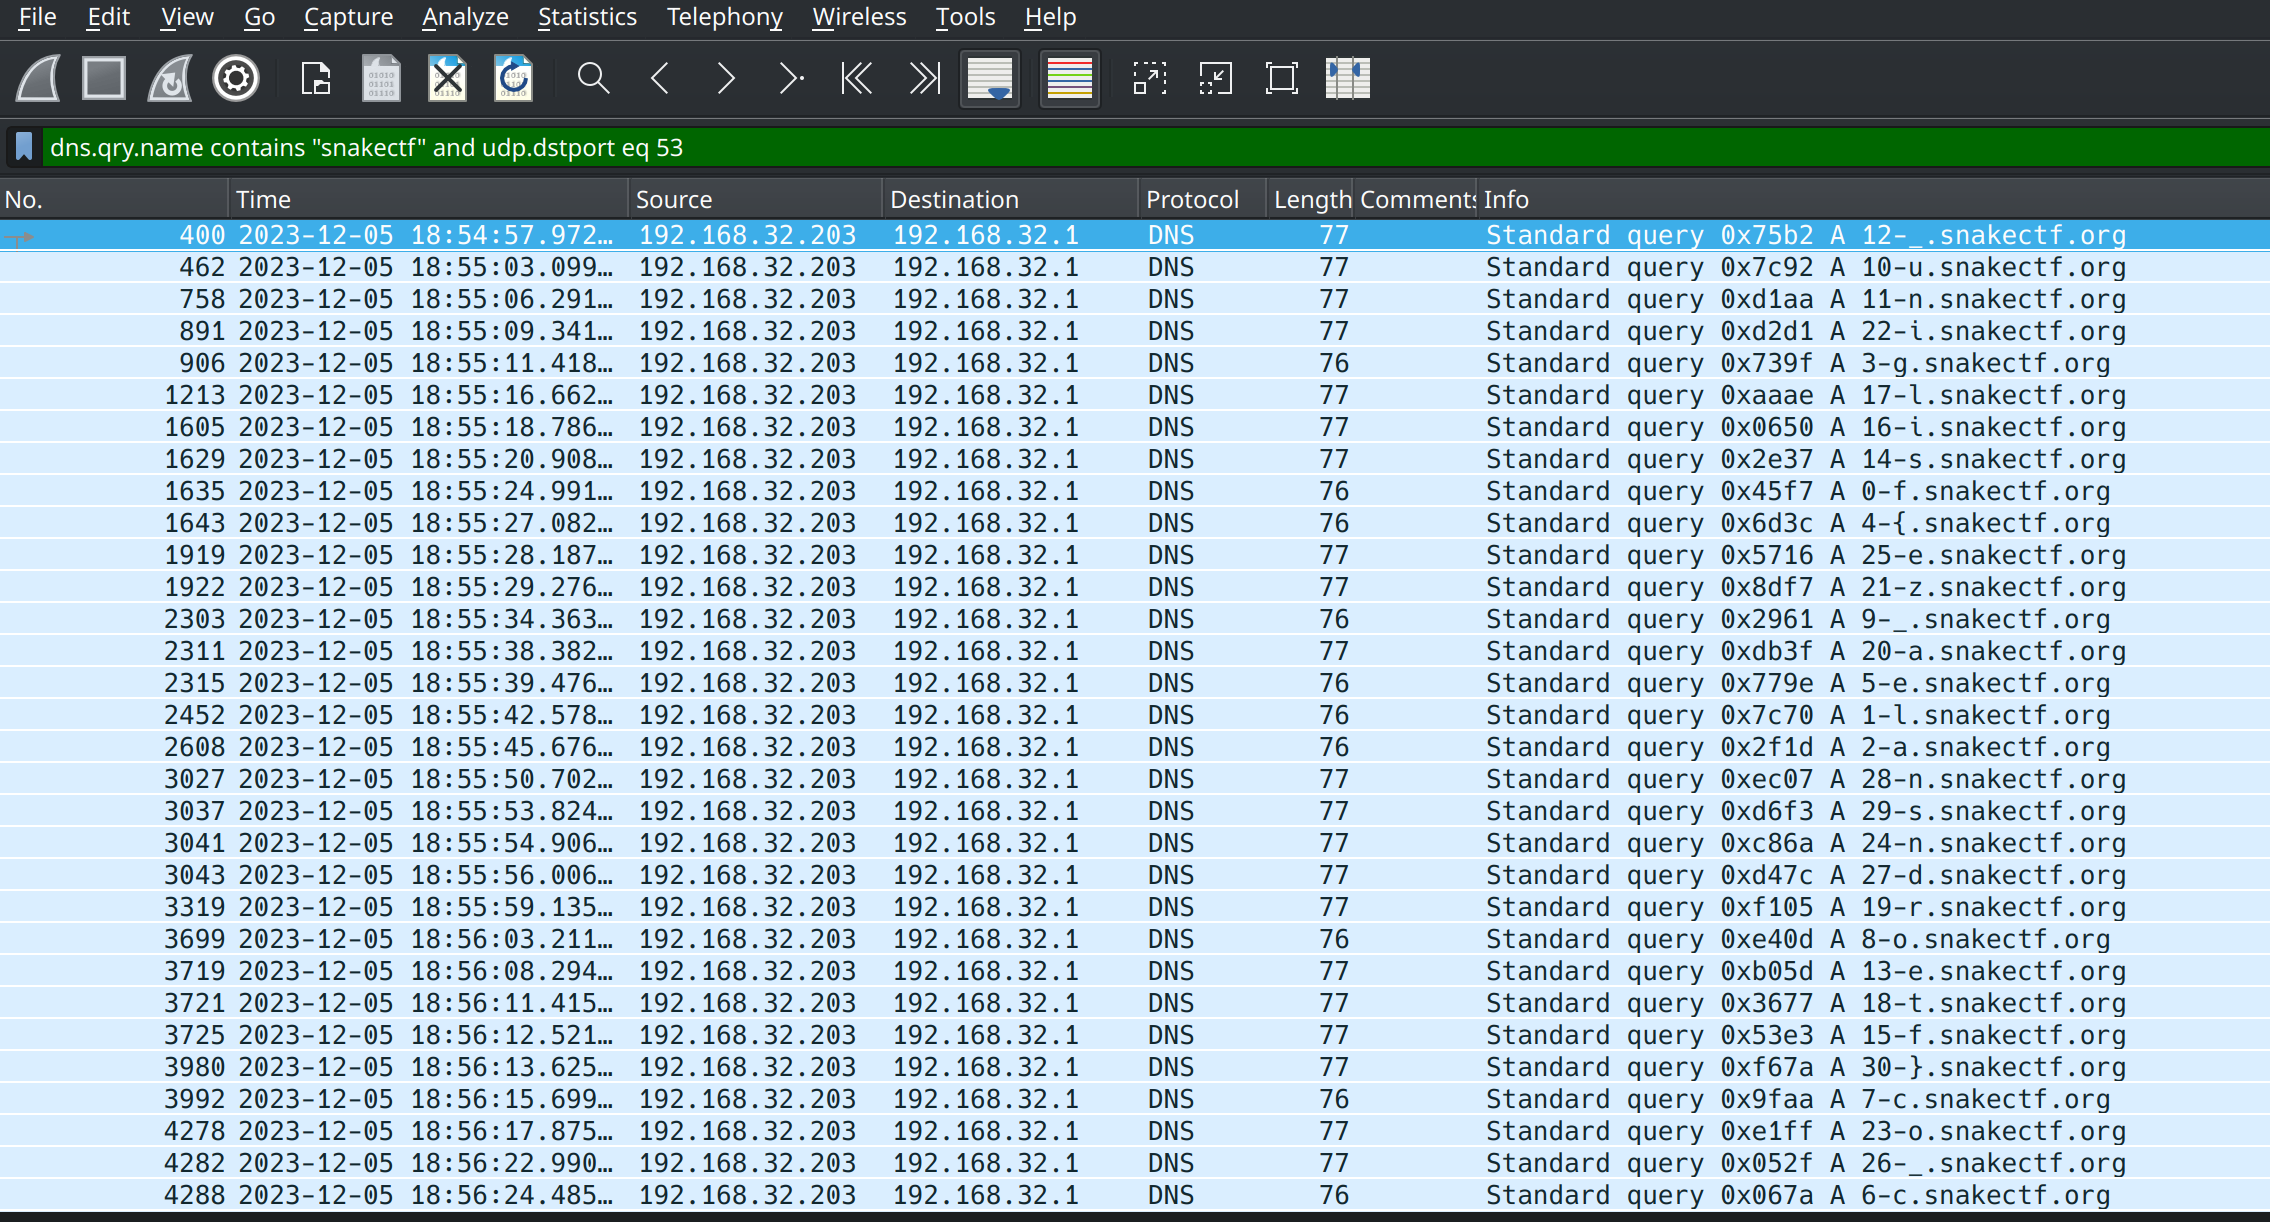 File Edit View Go Capture Analyze Statistics Telephony Wireless Tools Help
dns.qry.name contains "snakectf" and udp.dstport eq 53
No. Time Source Destination Protocol Length Comments Info
400 2023-12-05 18:54:57.972… 192.168.32.203 192.168.32.1 DNS 77 Standard query 0x75b2 A 12-_.snakectf.org
462 2023-12-05 18:55:03.099… 192.168.32.203 192.168.32.1 DNS 77 Standard query 0x7c92 A 10-u.snakectf.org
758 2023-12-05 18:55:06.291… 192.168.32.203 192.168.32.1 DNS 77 Standard query 0xd1aa A 11-n.snakectf.org
891 2023-12-05 18:55:09.341… 192.168.32.203 192.168.32.1 DNS 77 Standard query 0xd2d1 A 22-i.snakectf.org
906 2023-12-05 18:55:11.418… 192.168.32.203 192.168.32.1 DNS 76 Standard query 0x739f A 3-g.snakectf.org
1213 2023-12-05 18:55:16.662… 192.168.32.203 192.168.32.1 DNS 77 Standard query 0xaaae A 17-l.snakectf.org
1605 2023-12-05 18:55:18.786… 192.168.32.203 192.168.32.1 DNS 77 Standard query 0x0650 A 16-i.snakectf.org
1629 2023-12-05 18:55:20.908… 192.168.32.203 192.168.32.1 DNS 77 Standard query 0x2e37 A 14-s.snakectf.org
1635 2023-12-05 18:55:24.991… 192.168.32.203 192.168.32.1 DNS 76 Standard query 0x45f7 A 0-f.snakectf.org
1643 2023-12-05 18:55:27.082… 192.168.32.203 192.168.32.1 DNS 76 Standard query 0x6d3c A 4-{.snakectf.org
1919 2023-12-05 18:55:28.187… 192.168.32.203 192.168.32.1 DNS 77 Standard query 0x5716 A 25-e.snakectf.org
1922 2023-12-05 18:55:29.276… 192.168.32.203 192.168.32.1 DNS 77 Standard query 0x8df7 A 21-z.snakectf.org
2303 2023-12-05 18:55:34.363… 192.168.32.203 192.168.32.1 DNS 76 Standard query 0x2961 A 9-_.snakectf.org
2311 2023-12-05 18:55:38.382… 192.168.32.203 192.168.32.1 DNS 77 Standard query 0xdb3f A 20-a.snakectf.org
2315 2023-12-05 18:55:39.476… 192.168.32.203 192.168.32.1 DNS 76 Standard query 0x779e A 5-e.snakectf.org
2452 2023-12-05 18:55:42.578… 192.168.32.203 192.168.32.1 DNS 76 Standard query 0x7c70 A 1-l.snakectf.org
2608 2023-12-05 18:55:45.676… 192.168.32.203 192.168.32.1 DNS 76 Standard query 0x2f1d A 2-a.snakectf.org
3027 2023-12-05 18:55:50.702… 192.168.32.203 192.168.32.1 DNS 77 Standard query 0xec07 A 28-n.snakectf.org
3037 2023-12-05 18:55:53.824… 192.168.32.203 192.168.32.1 DNS 77 Standard query 0xd6f3 A 29-s.snakectf.org
3041 2023-12-05 18:55:54.906… 192.168.32.203 192.168.32.1 DNS 77 Standard query 0xc86a A 24-n.snakectf.org
3043 2023-12-05 18:55:56.006… 192.168.32.203 192.168.32.1 DNS 77 Standard query 0xd47c A 27-d.snakectf.org
3319 2023-12-05 18:55:59.135… 192.168.32.203 192.168.32.1 DNS 77 Standard query 0xf105 A 19-r.snakectf.org
3699 2023-12-05 18:56:03.211… 192.168.32.203 192.168.32.1 DNS 76 Standard query 0xe40d A 8-o.snakectf.org
3719 2023-12-05 18:56:08.294… 192.168.32.203 192.168.32.1 DNS 77 Standard query 0xb05d A 13-e.snakectf.org
3721 2023-12-05 18:56:11.415… 192.168.32.203 192.168.32.1 DNS 77 Standard query 0x3677 A 18-t.snakectf.org
3725 2023-12-05 18:56:12.521… 192.168.32.203 192.168.32.1 DNS 77 Standard query 0x53e3 A 15-f.snakectf.org
3980 2023-12-05 18:56:13.625… 192.168.32.203 192.168.32.1 DNS 77 Standard query 0xf67a A 30-}.snakectf.org
3992 2023-12-05 18:56:15.699… 192.168.32.203 192.168.32.1 DNS 76 Standard query 0x9faa A 7-c.snakectf.org
4278 2023-12-05 18:56:17.875… 192.168.32.203 192.168.32.1 DNS 77 Standard query 0xe1ff A 23-o.snakectf.org
4282 2023-12-05 18:56:22.990… 192.168.32.203 192.168.32.1 DNS 77 Standard query 0x052f A 26-_.snakectf.org
4288 2023-12-05 18:56:24.485… 192.168.32.203 192.168.32.1 DNS 76 Standard query 0x067a A 6-c.snakectf.org